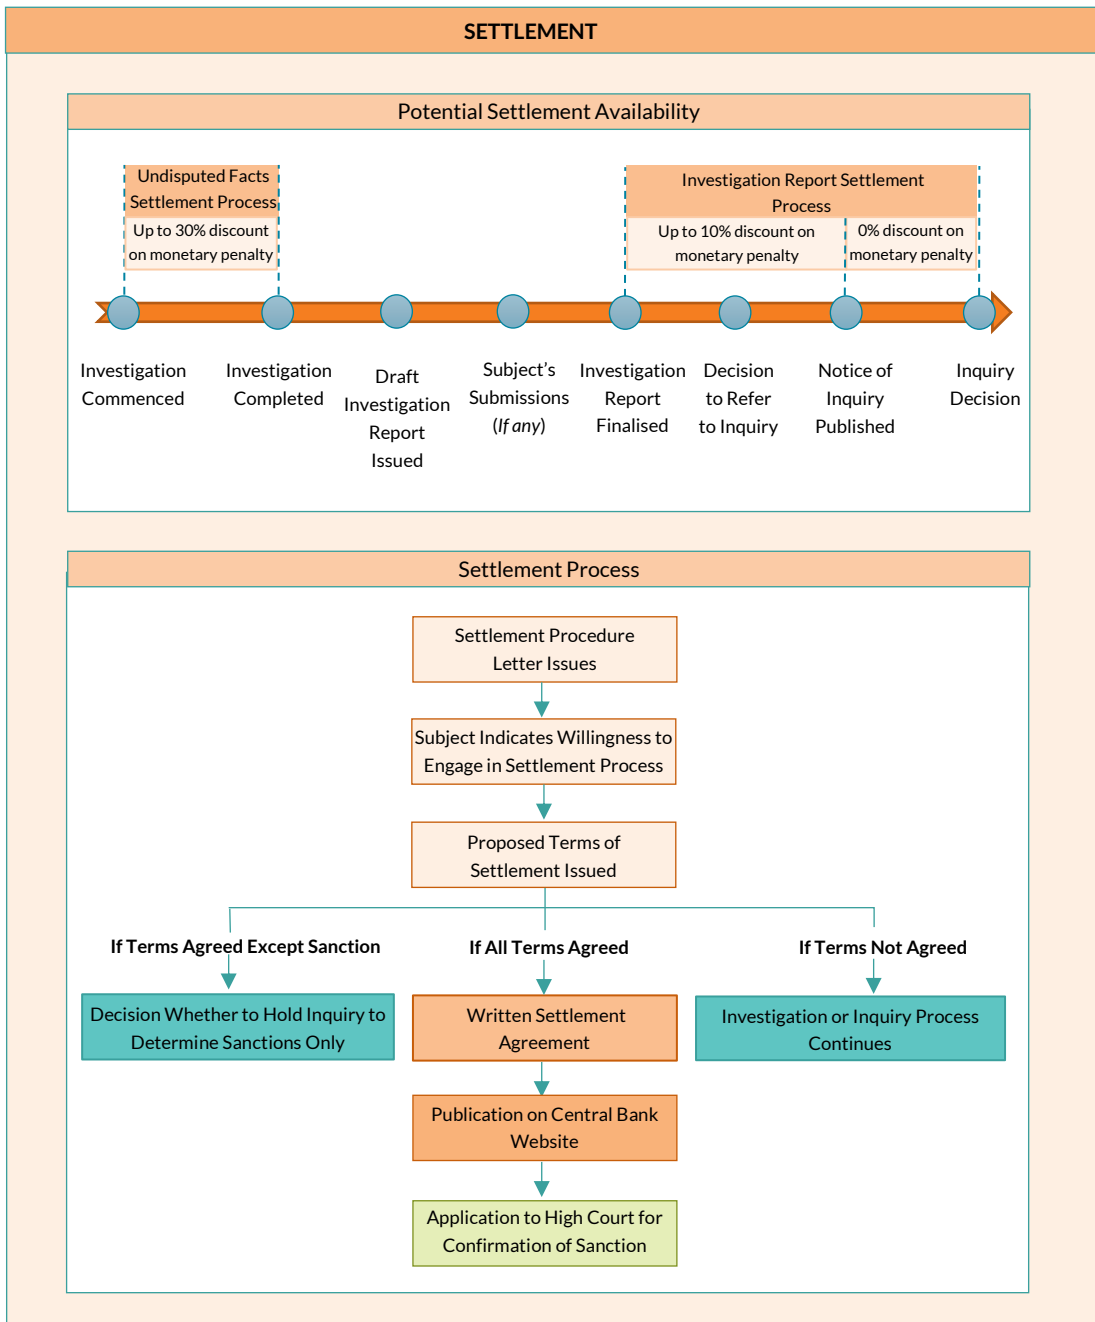 SETTLEMENT
Potential Settlement Availability
Undisputed Facts
Settlement Process
Up to 30% discount
on monetary penalty
Investigation Report Settlement
Process
Up to 10% discount on
monetary penalty
0% discount on
monetary penalty
Investigation
Commenced
Investigation
Completed
Draft
Investigation
Report
Issued
Subject's
Submissions
(If any)
Investigation
Report
Finalised
Decision
to Refer
to Inquiry
Notice of
Inquiry
Published
Inquiry
Decision
Settlement Process
Settlement Procedure
Letter Issues
Subject Indicates Willingness to
Engage in Settlement Process
Proposed Terms of
Settlement Issued
If Terms Agreed Except Sanction
If All Terms Agreed
If Terms Not Agreed
Decision Whether to Hold Inquiry to
Determine Sanctions Only
Written Settlement
Agreement
Investigation or Inquiry Process
Continues
Publication on Central Bank
Website
Application to High Court for
Confirmation of Sanction